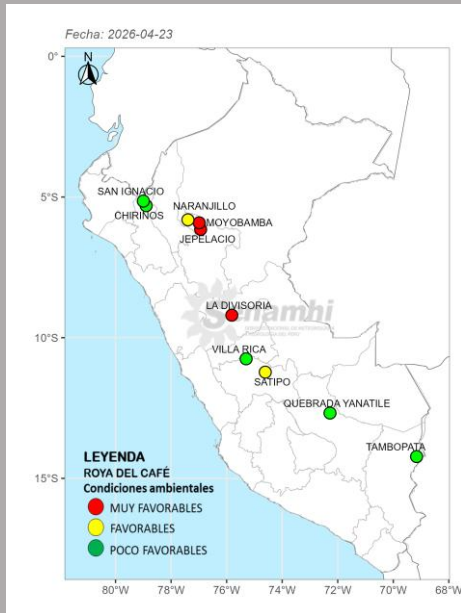 Fecha: 2026-04-23
N
0°
5°S
10°S
15°S
SAN IGNACIO
CHIRINOS
NARANJILLO
MOYOBAMBA
JEPELACIO
LA DIVISORIA
Senamhi
VILLA RICA
SATIPO
QUEBRADA YANATILE
TAMBOPATA
LEYENDA
ROYA DEL CAFÉ
Condiciones ambientales
MUY FAVORABLES
FAVORABLES
POCO FAVORABLES
80°W 78°W 76°W 74°W 72°W 70°W 68°W